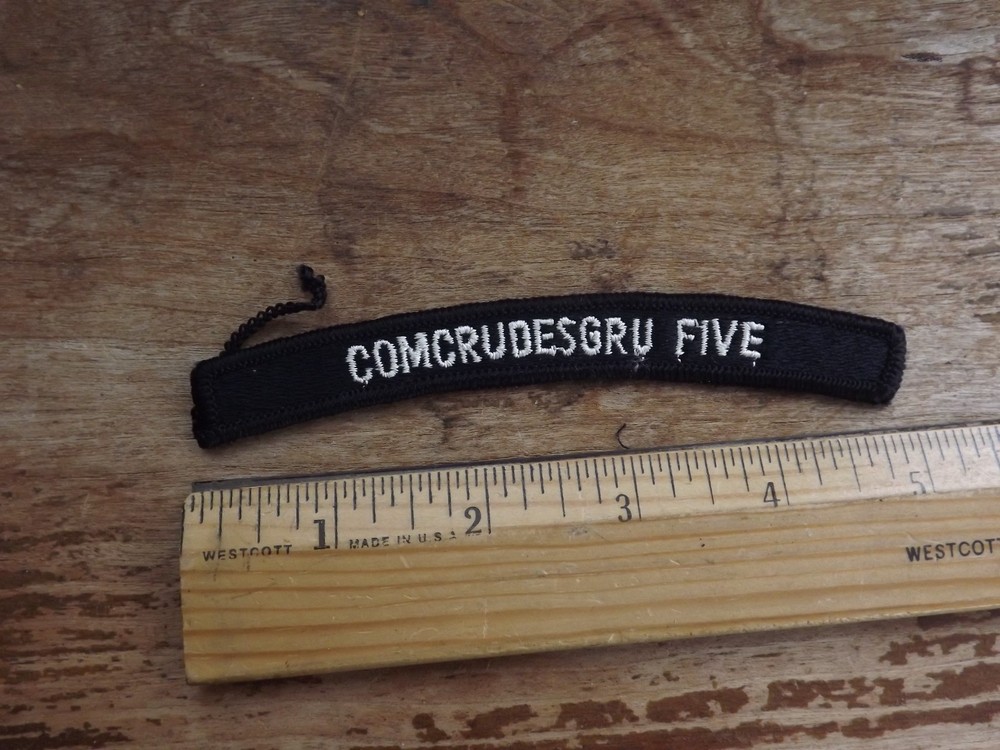 COMCRUDESGRU FIVE
1 2 3 4 5
WESTCOTT MADE IN U.S.A. WESTCOTT